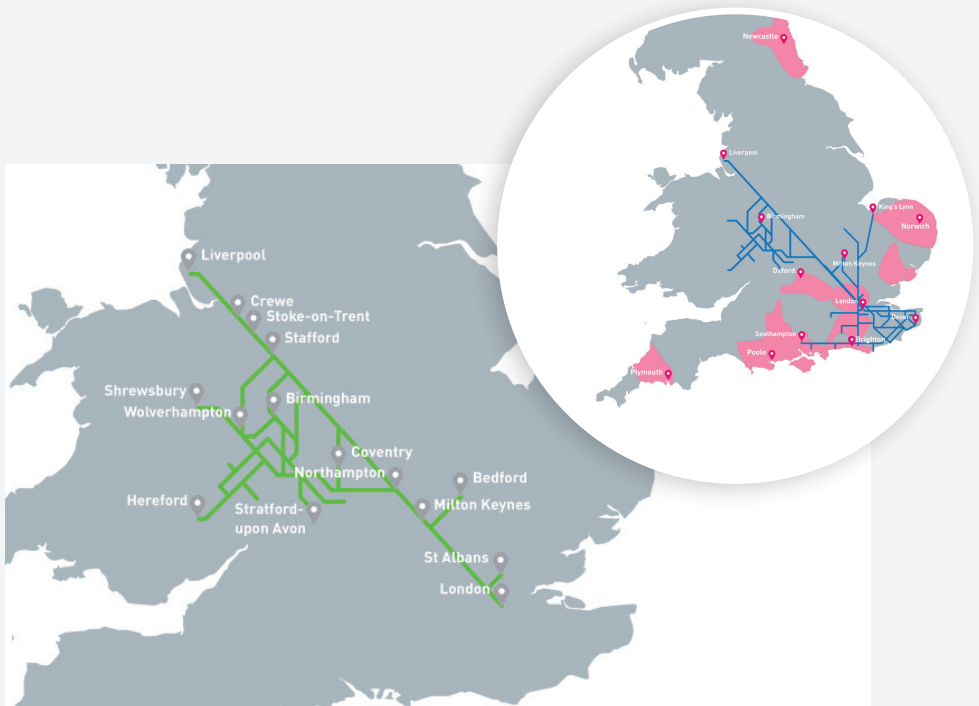 Newcastle
Liverpool
King's Lynn
Birmingham
Norwich
Milton Keynes
Oxford
London
Dover
Southampton
Brighton
Poole
Plymouth
Liverpool
Crewe
Stoke-on-Trent
Stafford
Shrewsbury
Birmingham
Wolverhampton
Coventry
Northampton
Bedford
Hereford
Milton Keynes
Stratford-
upon Avon
St Albans
London